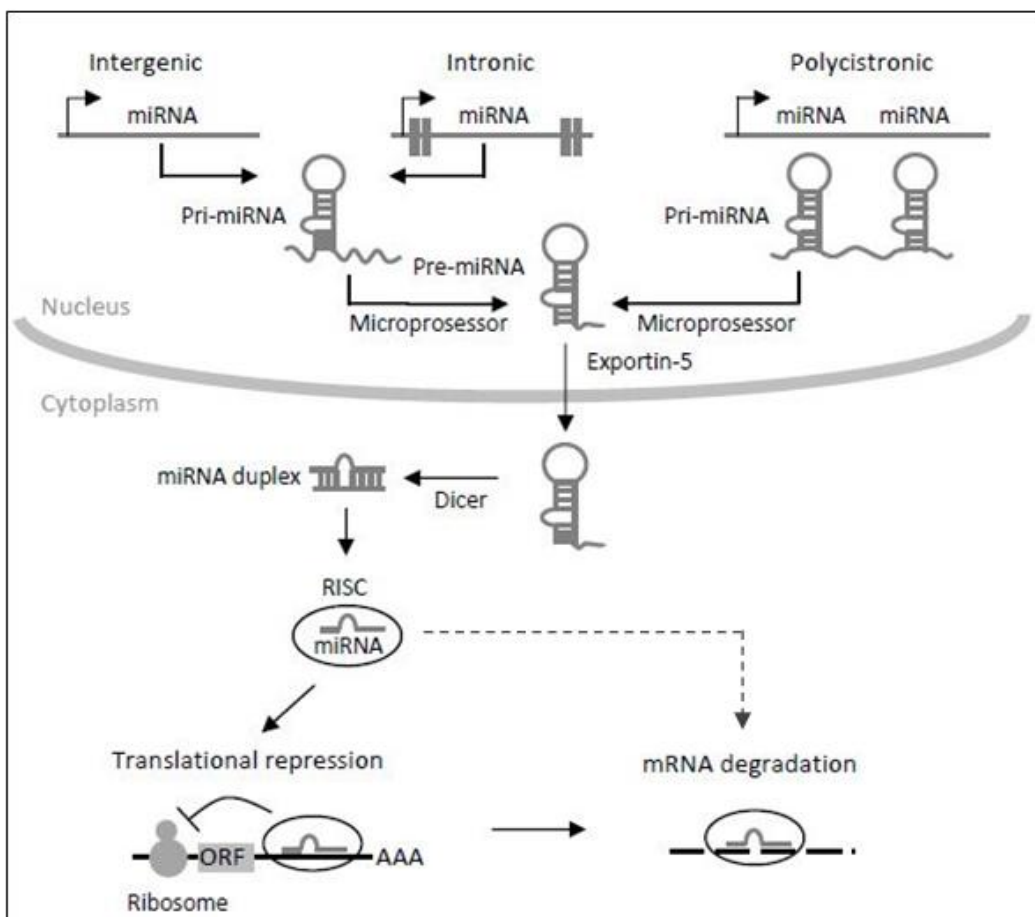 Intergenic
Intronic
Polycistronic
miRNA
miRNA
miRNA
miRNA
Pri-miRNA
Pri-miRNA
Pre-miRNA
Nucleus
Microprosessor
Microprosessor
Exportin-5
Cytoplasm
miRNA duplex
Dicer
RISC
miRNA
Translational repression
mRNA degradation
ORF
AAA
Ribosome